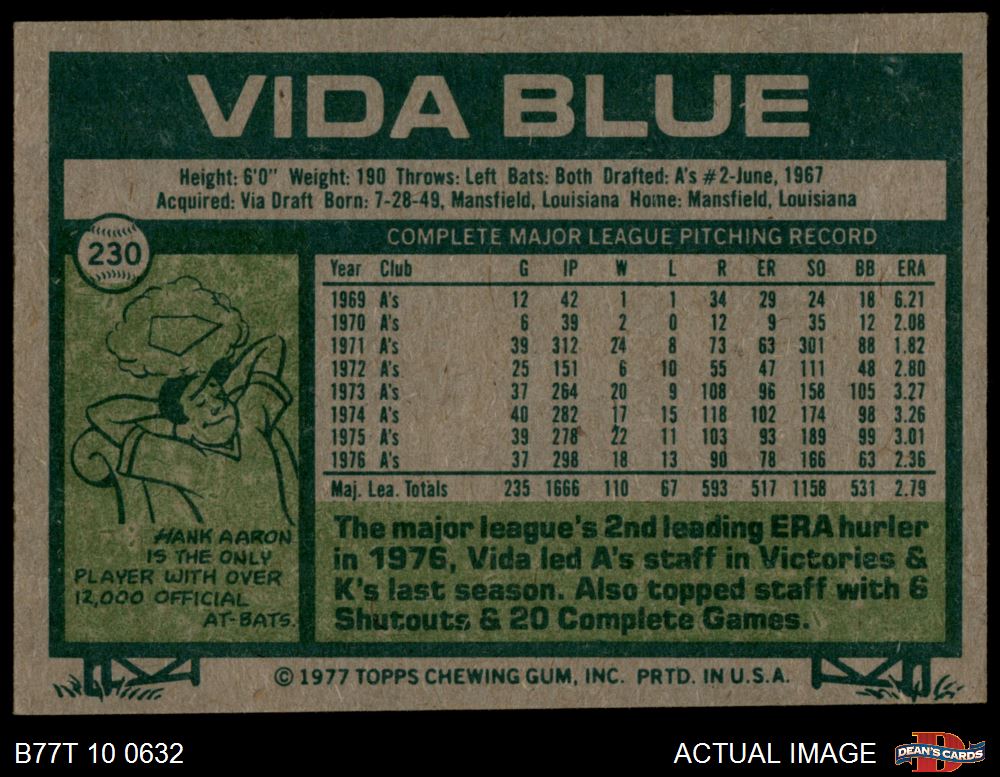 VIDA BLUE
Height: 6'0" Weight: 190 Throws: Left Bats: Both Drafted: A's #2-June, 1967
Acquired: Via Draft Born: 7-28-49, Mansfield, Louisiana Home: Mansfield, Louisiana
230
COMPLETE MAJOR LEAGUE PITCHING RECORD
Year Club G IP W L R ER SO BB ERA
1969 A's 12 42 1 1 34 29 24 18 6.21
1970 A's 6 39 2 0 12 9 35 12 2.08
1971 A's 39 312 24 8 73 63 301 88 1.82
1972 A's 25 151 6 10 55 47 111 48 2.80
1973 A's 37 264 20 9 108 96 158 105 3.27
1974 A's 40 282 17 15 118 102 174 98 3.26
1975 A's 39 278 22 11 103 93 189 99 3.01
1976 A's 37 298 18 13 90 78 166 63 2.36
Maj. Lea. Totals 235 1666 110 67 593 517 1158 531 2.79
HANK AARON
IS THE ONLY
PLAYER WITH OVER
12,000 OFFICIAL
AT-BATS.
The major league's 2nd leading ERA hurler
in 1976, Vida led A's staff in Victories &
K's last season. Also topped staff with 6
Shutouts & 20 Complete Games.
© 1977 TOPPS CHEWING GUM, INC. PRTD. IN U.S.A.
B77T 10 0632
ACTUAL IMAGE
D
DEAN'S CARDS